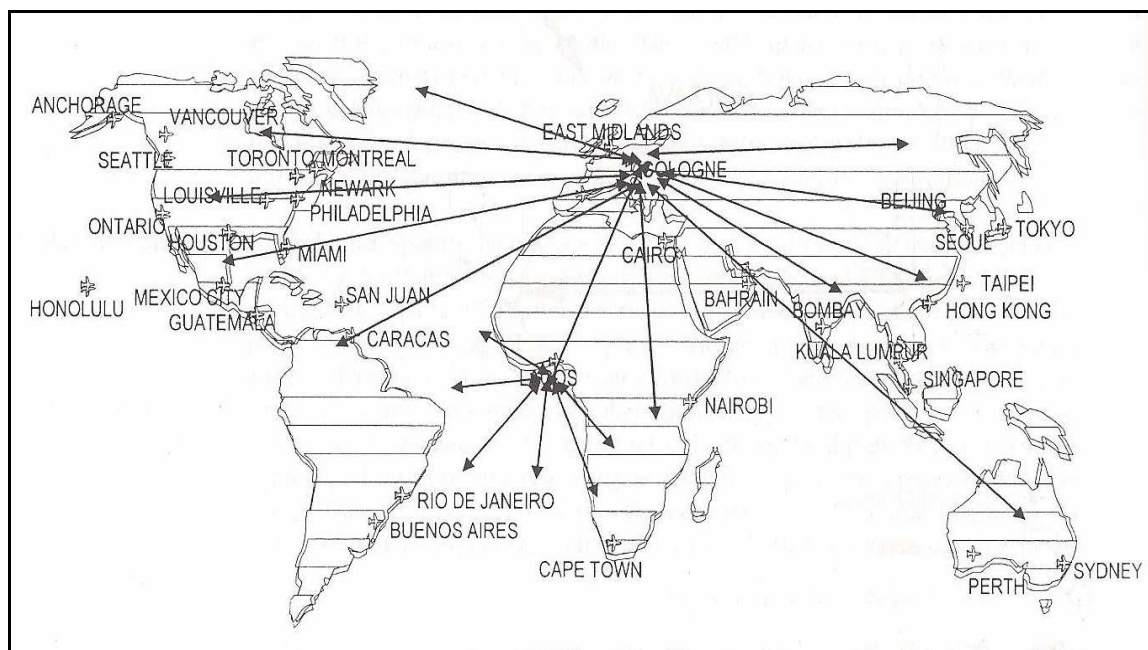 ANCHORAGE
VANCOUVER
EAST MIDLANDS
SEATTLE
TORONTO/MONTREAL
COLOGNE
LOUISVILLE
NEWARK
PHILADELPHIA
BEIJING
ONTARIO
HOUSTON
MIAMI
CAIRO
SEOUL
TOKYO
HONOLULU
MEXICO CITY
SAN JUAN
GUATEMALA
BAHRAIN
BOMBAY
TAIPEI
HONG KONG
CARACAS
KUALA LUMPUR
LAGOS
SINGAPORE
NAIROBI
RIO DE JANEIRO
BUENOS AIRES
CAPE TOWN
PERTH
SYDNEY